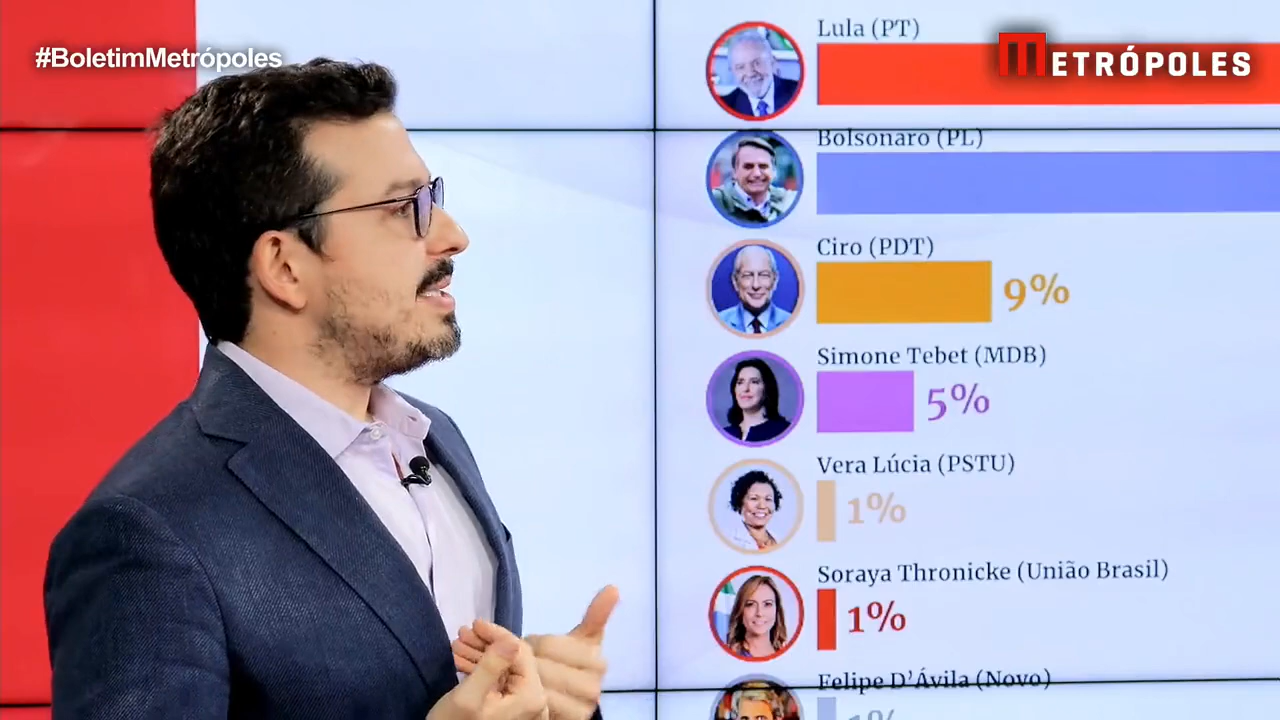 #BoletimMetrópoles
METRÓPOLES
Lula (PT)
Bolsonaro (PL)
Ciro (PDT)
9%
Simone Tebet (MDB)
5%
Vera Lúcia (PSTU)
1%
Soraya Thronicke (União Brasil)
1%
Felipe D'Ávila (Novo)
1%